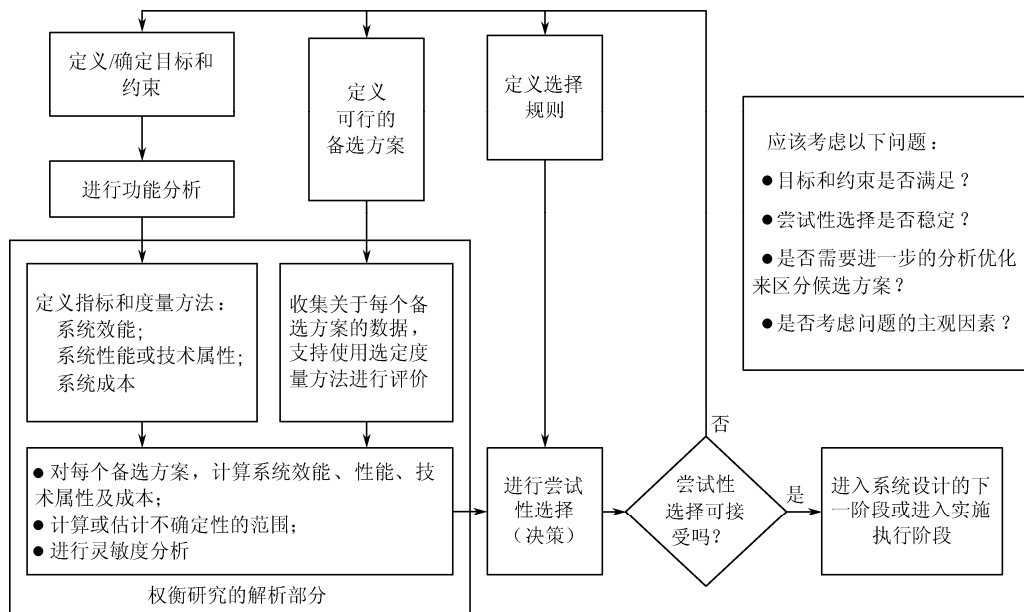 定义/确定目标和
约束
定义
可行的
备选方案
定义选择
规则
进行功能分析
应该考虑以下问题：
●目标和约束是否满足？
●尝试性选择是否稳定？
●是否需要进一步的分析优化
来区分候选方案？
●是否考虑问题的主观因素？
定义指标和度量方法：
系统效能;
系统性能或技术属性;
系统成本
收集关于每个备
选方案的数据，
支持使用选定度
量方法进行评价
●对每个备选方案，计算系统效能、性能、技
术属性及成本;
●计算或估计不确定性的范围;
●进行灵敏度分析
权衡研究的解析部分
进行尝试
性选择
（决策）
尝试性
选择可接
受吗？
否
是
进入系统设计的下
一阶段或进入实施
执行阶段